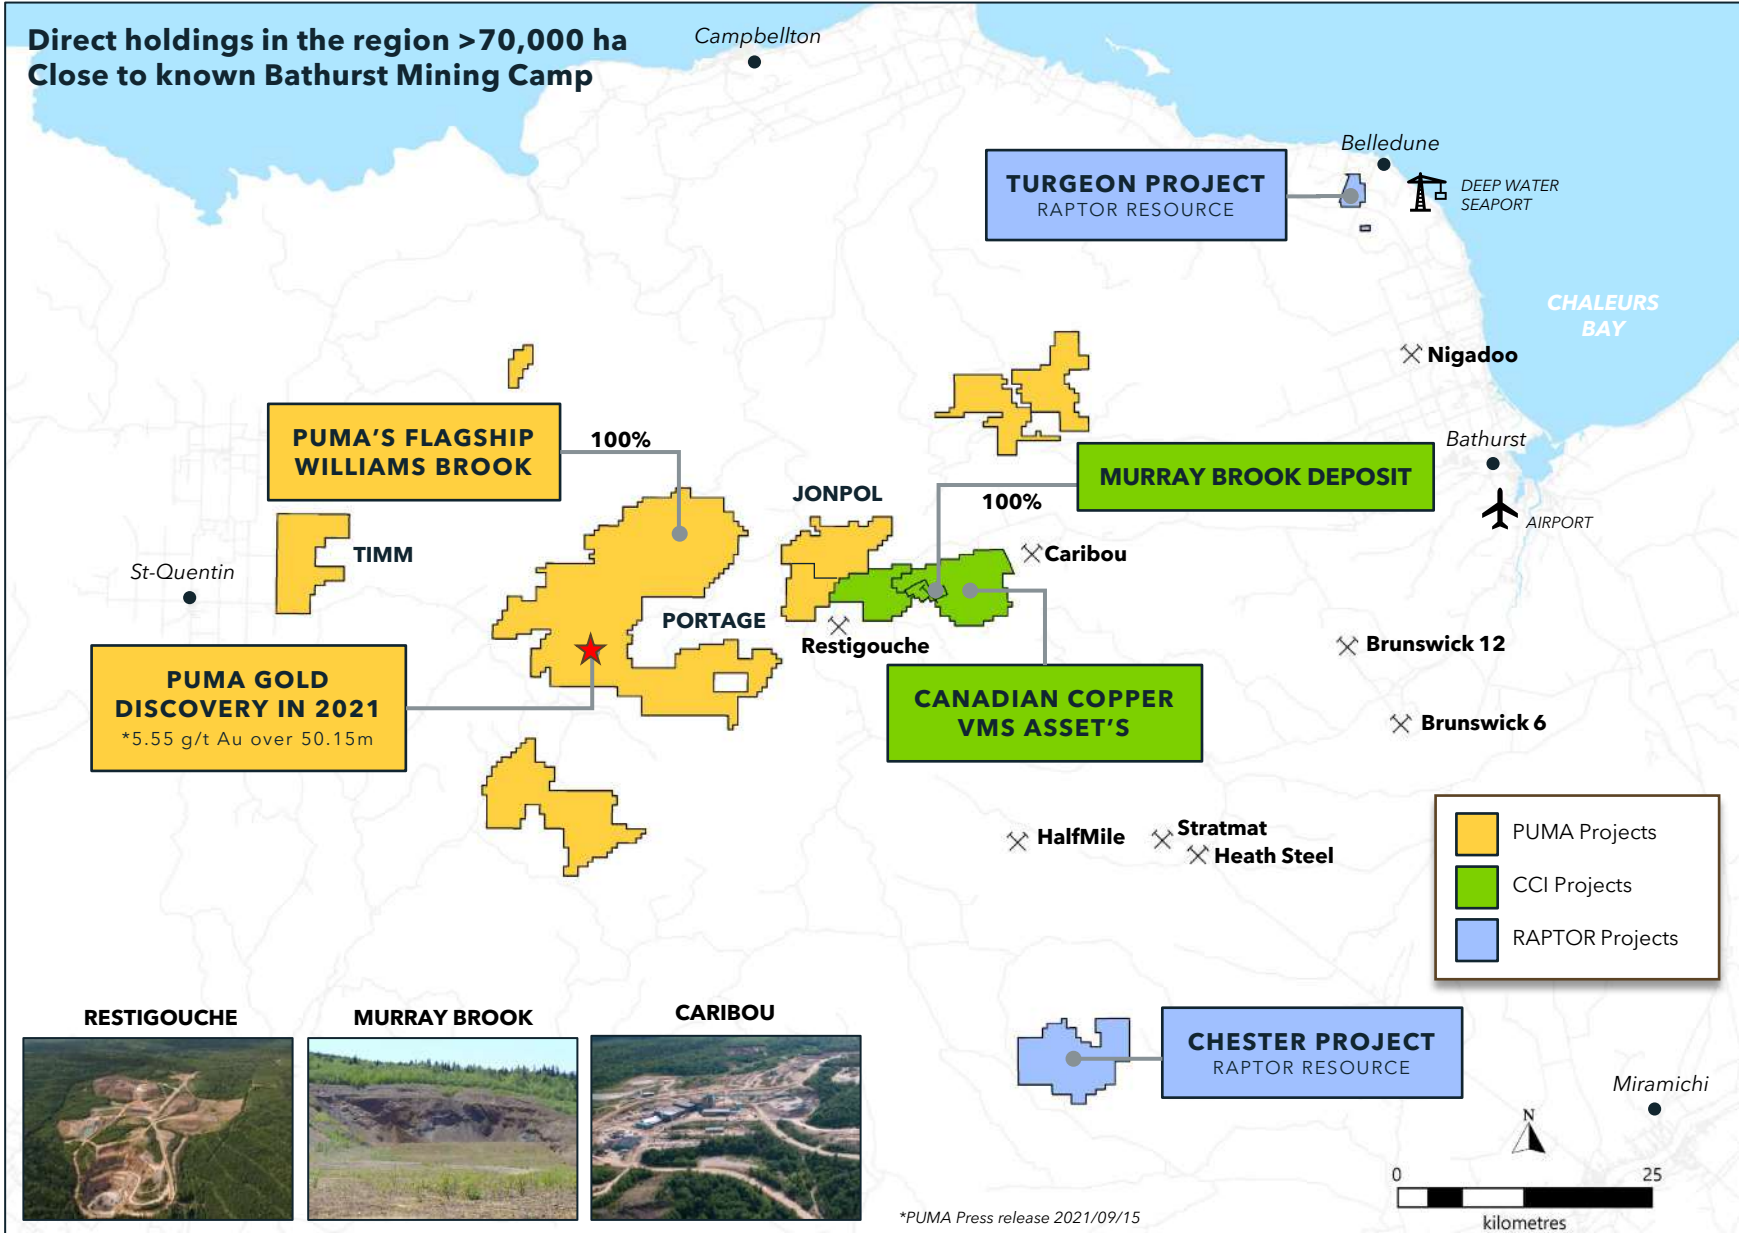 Direct holdings in the region >70,000 ha
Close to known Bathurst Mining Camp
Campbellton
Belledune
DEEP WATER
SEAPORT
TURGEON PROJECT
RAPTOR RESOURCE
CHALEURS
BAY
Nigadoo
PUMA'S FLAGSHIP
WILLIAMS BROOK
100%
Bathurst
MURRAY BROOK DEPOSIT
100%
JONPOL
AIRPORT
TIMM
Caribou
St-Quentin
PORTAGE
Restigouche
Brunswick 12
PUMA GOLD
DISCOVERY IN 2021
*5.55 g/t Au over 50.15m
CANADIAN COPPER
VMS ASSET'S
Brunswick 6
HalfMile
Stratmat
Heath Steel
PUMA Projects
CCI Projects
RAPTOR Projects
RESTIGOUCHE
MURRAY BROOK
CARIBOU
CHESTER PROJECT
RAPTOR RESOURCE
Miramichi
N
0 25
kilometres
*PUMA Press release 2021/09/15